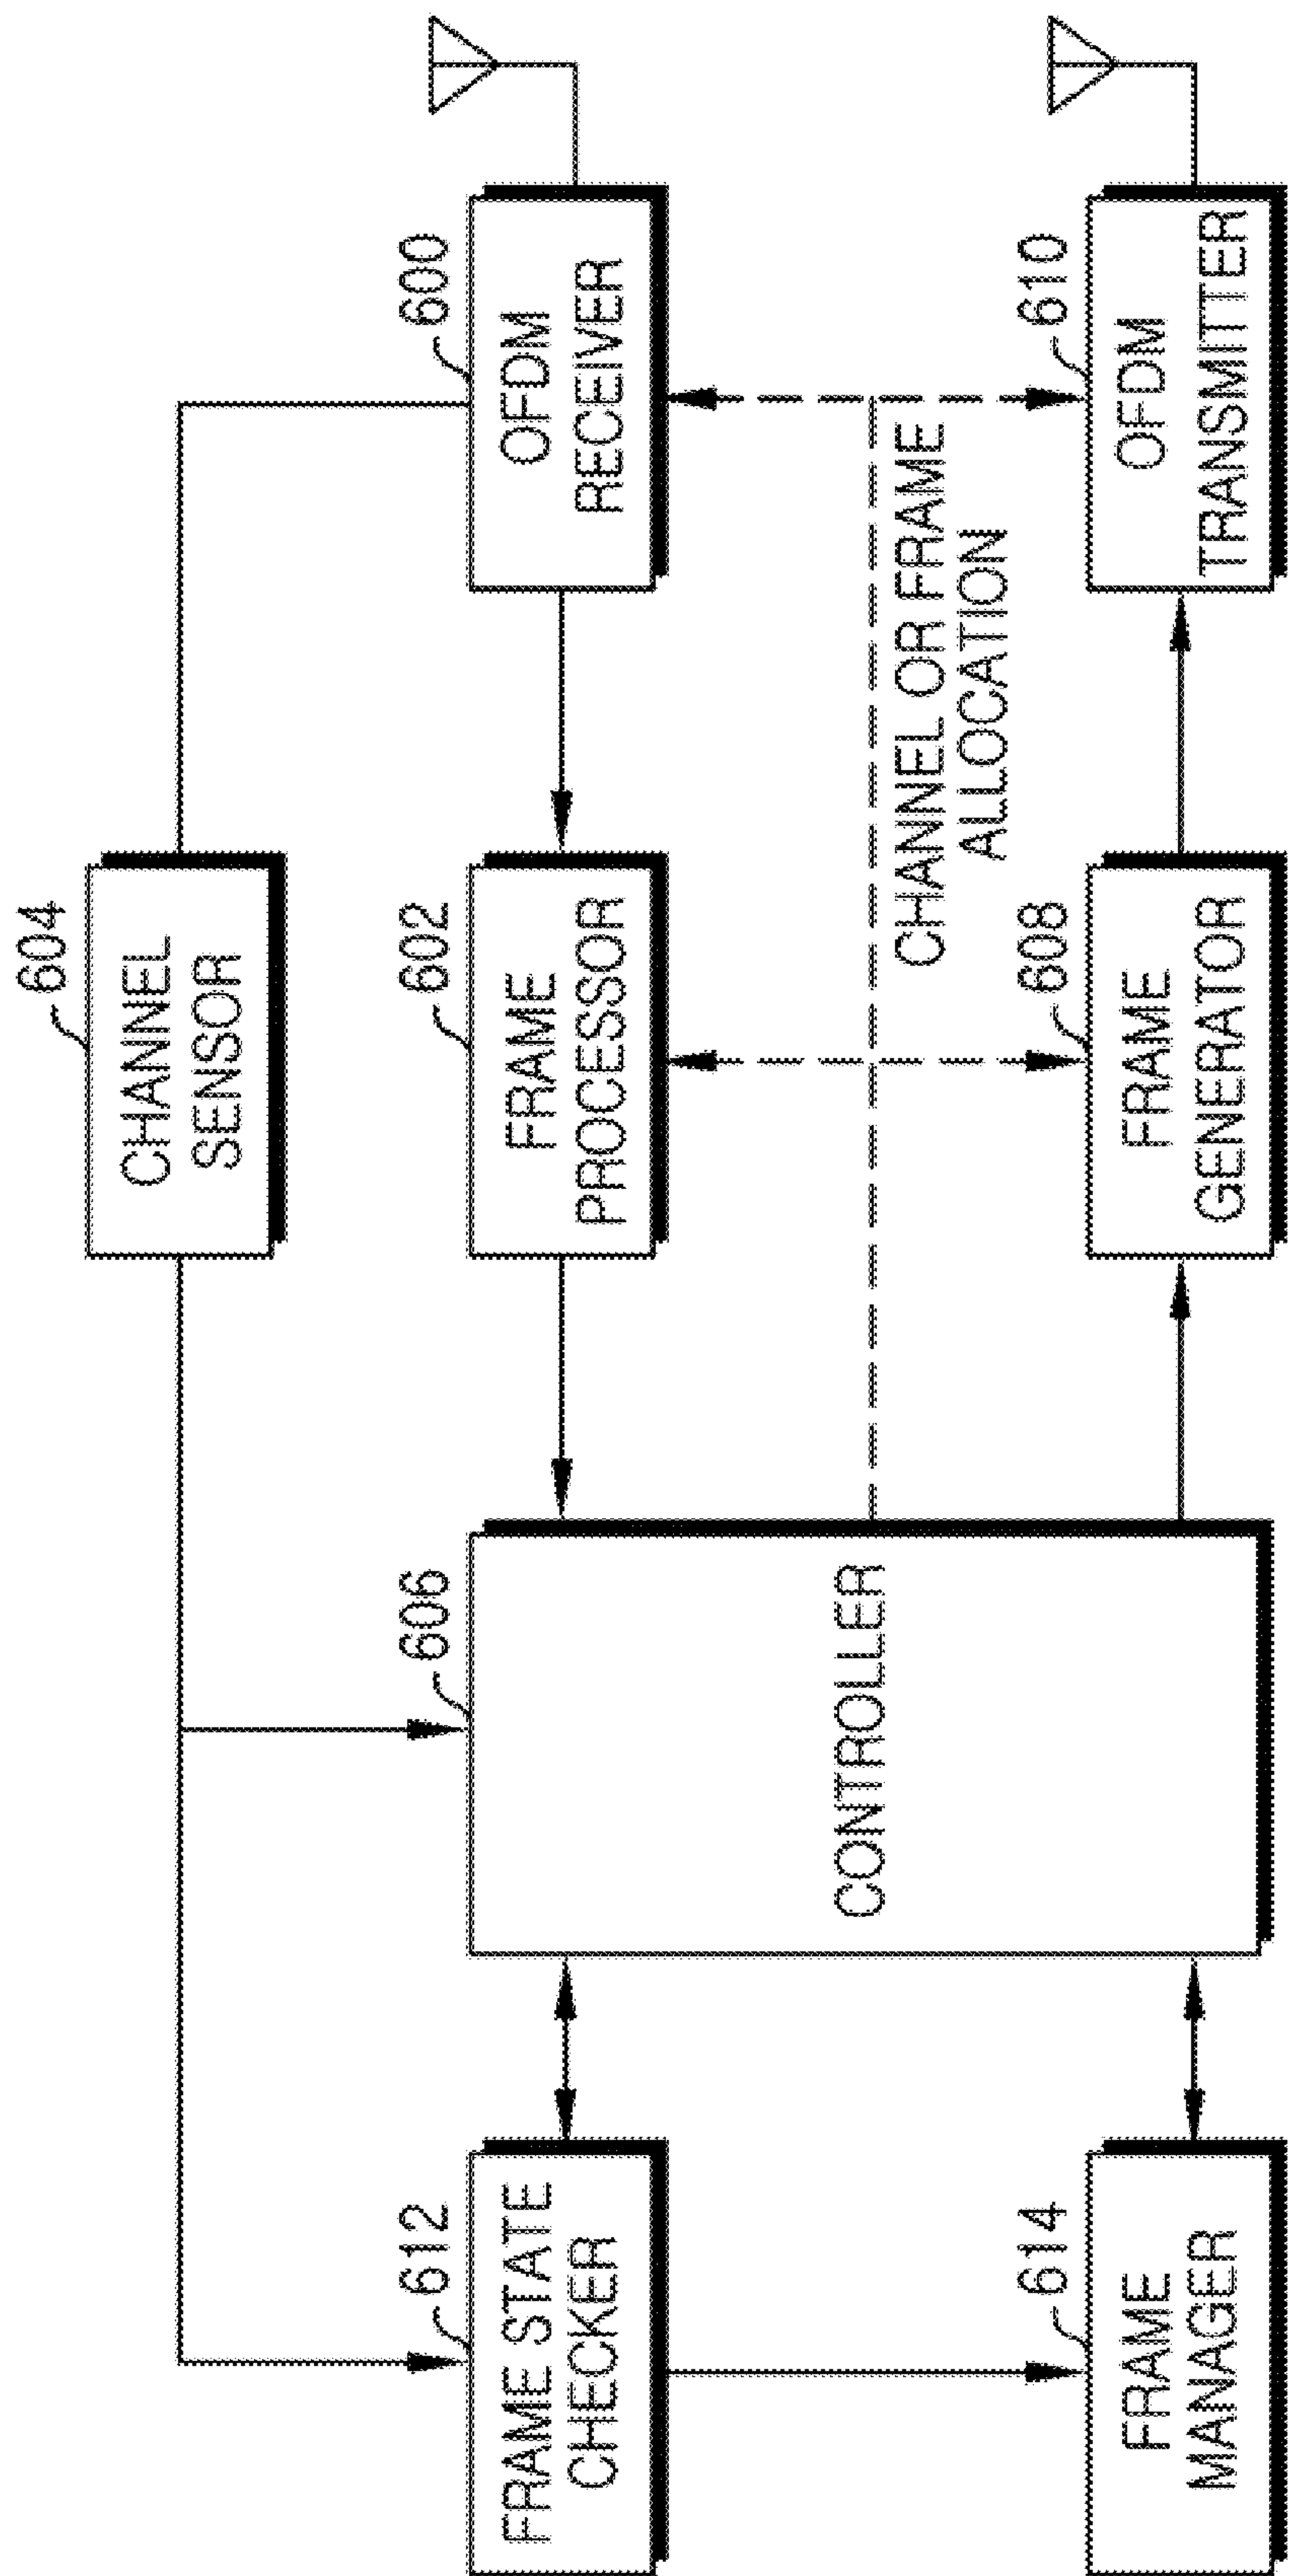 604
CHANNEL
SENSOR
612
FRAME STATE
CHECKER
606
CONTROLLER
602
FRAME
PROCESSOR
600
OFDM
RECEIVER
CHANNEL OR FRAME
ALLOCATION
614
FRAME
MANAGER
608
FRAME
GENERATOR
610
OFDM
TRANSMITTER